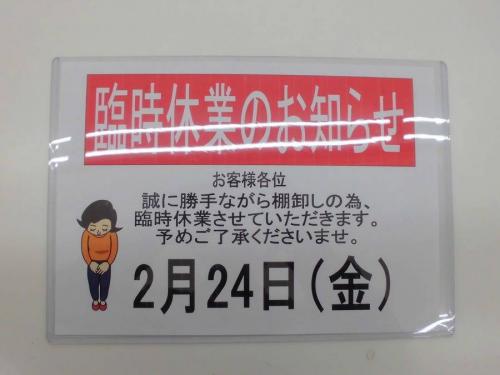 臨時休業のお知らせ
お客様各位
誠に勝手ながら棚卸しの為、
臨時休業させていただきます。
予めご了承くださいませ。
2月24日(金)